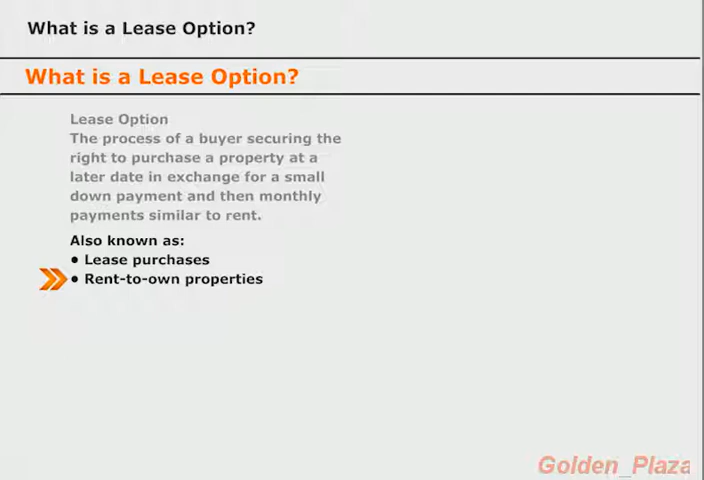 What is a Lease Option?
What is a Lease Option?
Lease Option
The process of a buyer securing the
right to purchase a property at a
later date in exchange for a small
down payment and then monthly
payments similar to rent.
Also known as:
• Lease purchases
• Rent-to-own properties
Golden_Plaza